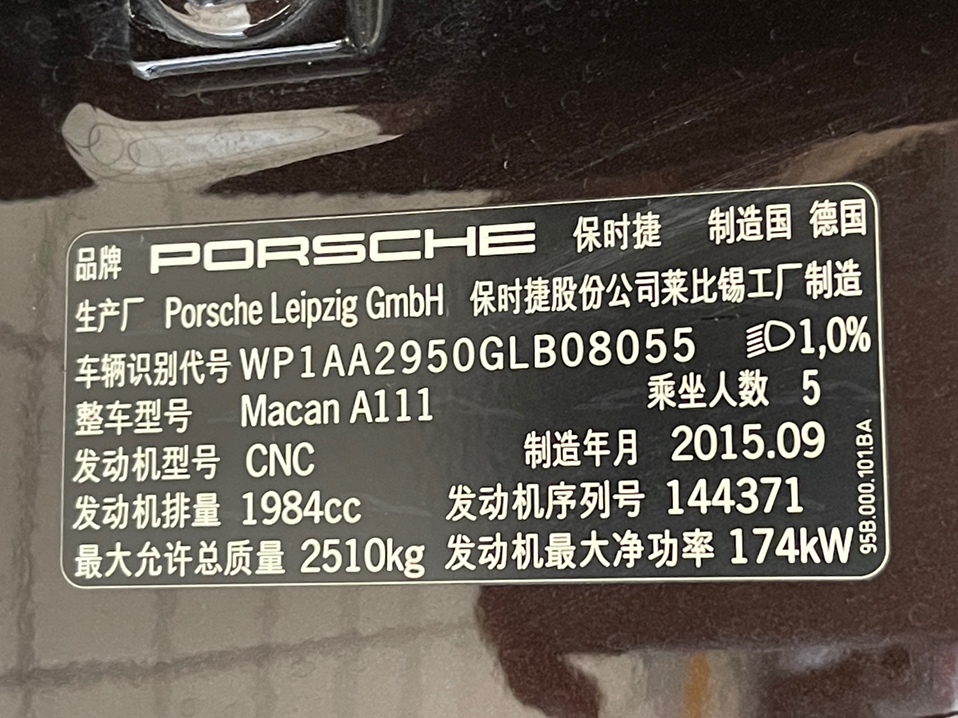 品牌 PORSCHE 保时捷 制造国 德国
生产厂 Porsche Leipzig GmbH 保时捷股份公司莱比锡工厂制造
车辆识别代号 WP1AA2950GLB08055 1,0%
整车型号 Macan A111 乘坐人数 5
发动机型号 CNC 制造年月 2015.09
发动机排量 1984cc 发动机序列号 144371
最大允许总质量 2510kg 发动机最大净功率 174kW
95B.000.101.BA